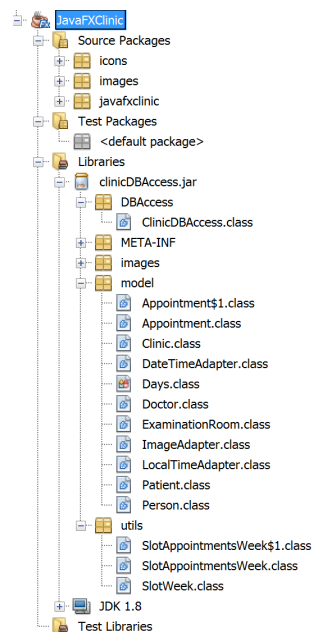 JavaFXClinic
Source Packages
icons
images
javafxclinic
Test Packages
<default package>
Libraries
clinicDBAccess.jar
DBAccess
ClinicDBAccess.class
META-INF
images
model
Appointment$1.class
Appointment.class
Clinic.class
DateTimeAdapter.class
Days.class
Doctor.class
ExaminationRoom.class
ImageAdapter.class
LocalTimeAdapter.class
Patient.class
Person.class
utils
SlotAppointmentsWeek$1.class
SlotAppointmentsWeek.class
SlotWeek.class
JDK 1.8
Test Libraries